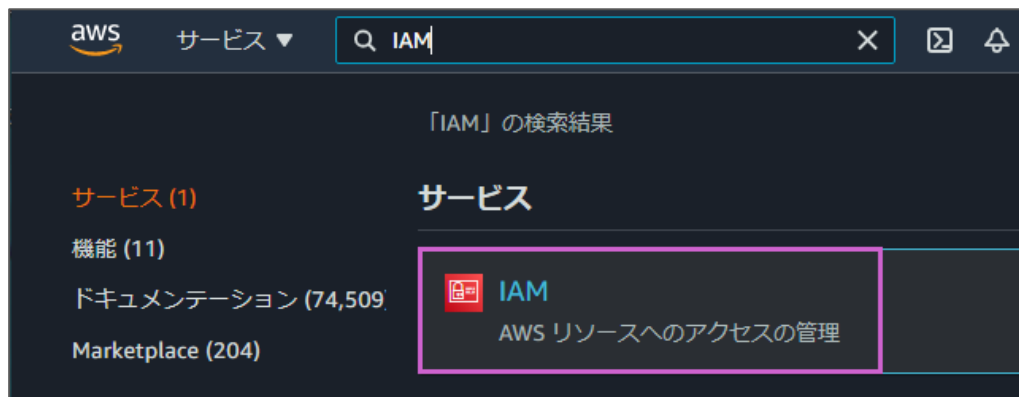 aws サービス ▼ IAM
「IAM」の検索結果
サービス (1)
機能 (11)
ドキュメンテーション (74,509)
Marketplace (204)
サービス
IAM
AWS リソースへのアクセスの管理